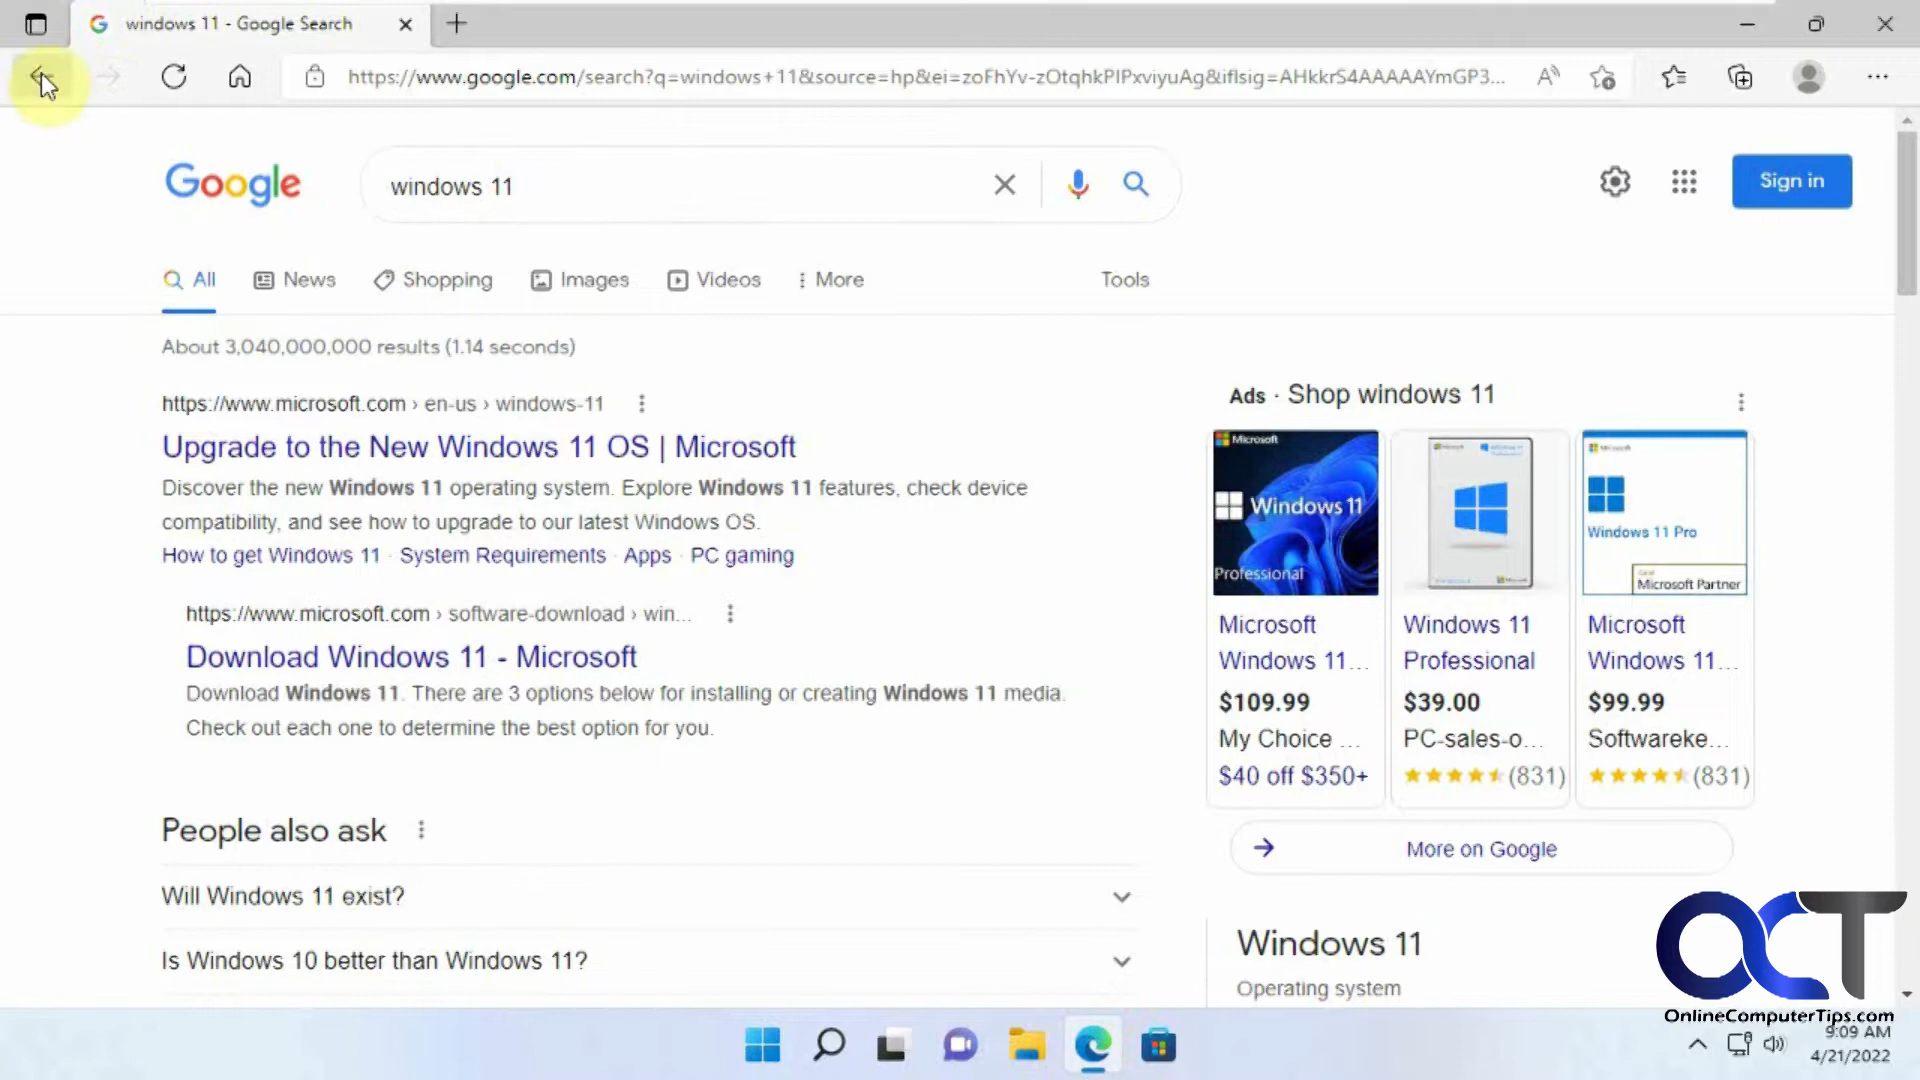 windows 11 - Google Search
https://www.google.com/search?q=windows+11&source=hp&ei=zoFhYv-zOtqhkPIPxviyuAg&iflsig=AHkkrS4AAAAAYmGP3...
Google
windows 11
Sign in
All News Shopping Images Videos More Tools
About 3,040,000,000 results (1.14 seconds)
https://www.microsoft.com › en-us › windows-11
Upgrade to the New Windows 11 OS | Microsoft
Discover the new Windows 11 operating system. Explore Windows 11 features, check device
compatibility, and see how to upgrade to our latest Windows OS.
How to get Windows 11 · System Requirements · Apps · PC gaming
https://www.microsoft.com › software-download › win...
Download Windows 11 - Microsoft
Download Windows 11. There are 3 options below for installing or creating Windows 11 media.
Check out each one to determine the best option for you.
People also ask
Will Windows 11 exist?
Is Windows 10 better than Windows 11?
Ads · Shop windows 11
Microsoft
Windows 11
Professional
Microsoft
Windows 11...
$109.99
My Choice ...
$40 off $350+
Windows 11
Professional
$39.00
PC-sales-o...
(831)
Windows 11 Pro
Microsoft Partner
Microsoft
Windows 11...
$99.99
Softwareke...
(831)
More on Google
Windows 11
Operating system
OCT
OnlineComputerTips.com
9:09 AM
4/21/2022